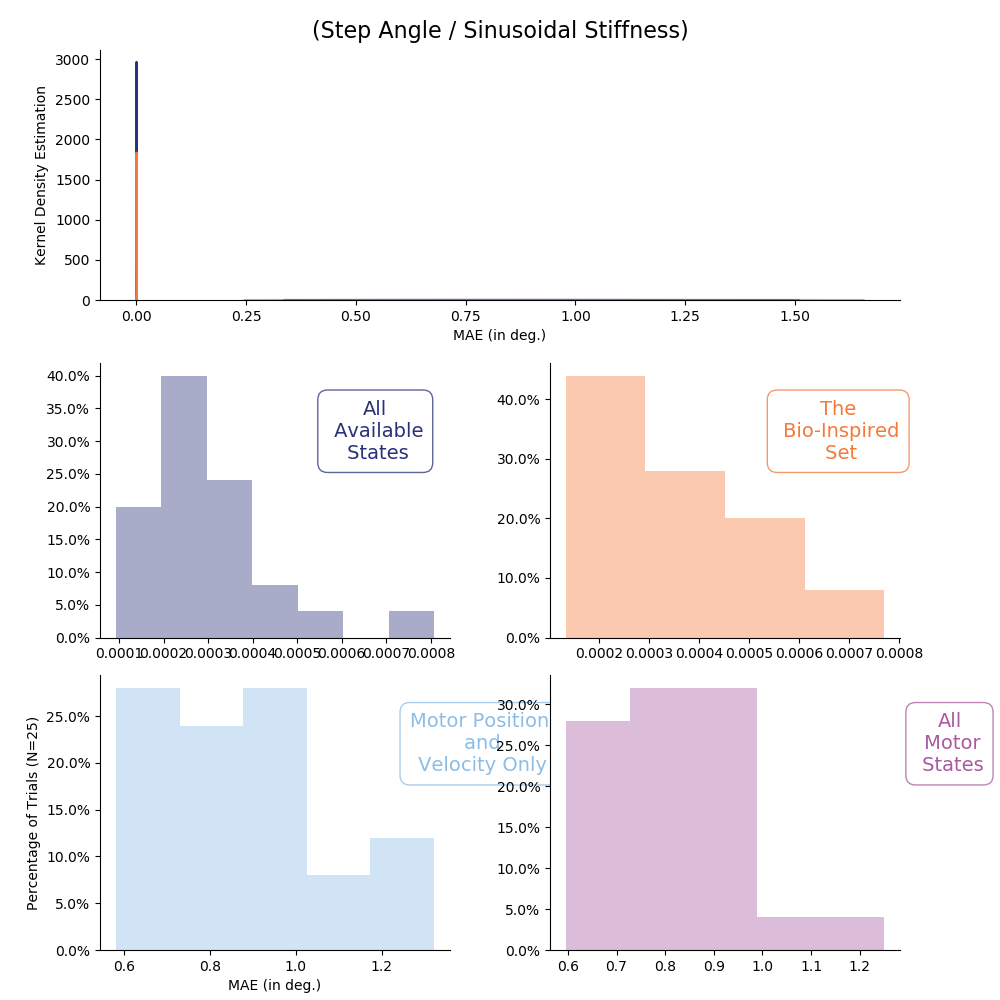 (Step Angle / Sinusoidal Stiffness)
Kernel Density Estimation
3000
2500
2000
1500
1000
500
0
0.00 0.25 0.50 0.75 1.00 1.25 1.50
MAE (in deg.)
40.0%
35.0%
30.0%
25.0%
20.0%
15.0%
10.0%
5.0%
0.0%
All
Available
States
0.0001 0.0002 0.0003 0.0004 0.0005 0.0006 0.0007 0.0008
40.0%
30.0%
20.0%
10.0%
0.0%
The
Bio-Inspired
Set
0.0002 0.0003 0.0004 0.0005 0.0006 0.0007 0.0008
Percentage of Trials (N=25)
25.0%
20.0%
15.0%
10.0%
5.0%
0.0%
Motor Position
and
Velocity Only
0.6 0.8 1.0 1.2
MAE (in deg.)
30.0%
25.0%
20.0%
15.0%
10.0%
5.0%
0.0%
All
Motor
States
0.6 0.7 0.8 0.9 1.0 1.1 1.2